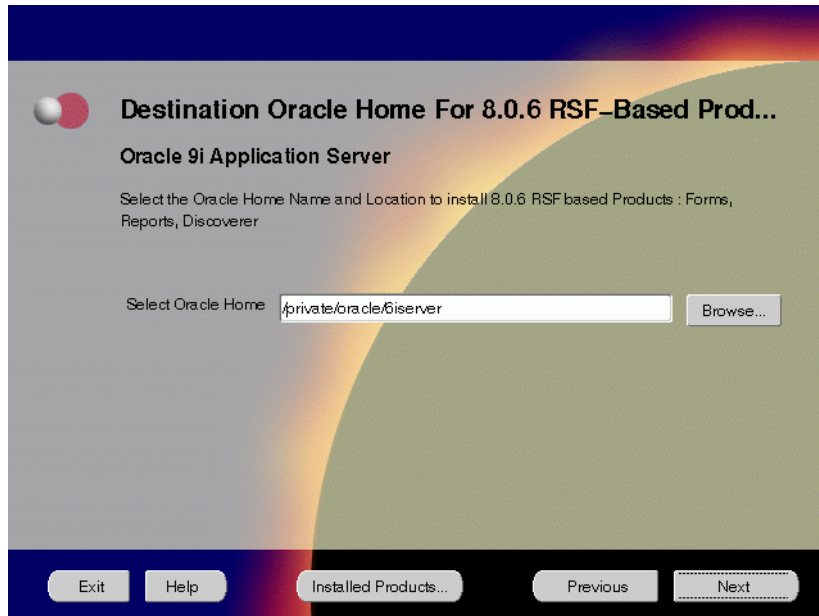 Destination Oracle Home For 8.0.6 RSF-Based Prod...
Oracle 9i Application Server
Select the Oracle Home Name and Location to install 8.0.6 RSF based Products : Forms,
Reports, Discoverer
Select Oracle Home /private/oracle/6iserver Browse...
Exit Help Installed Products... Previous Next